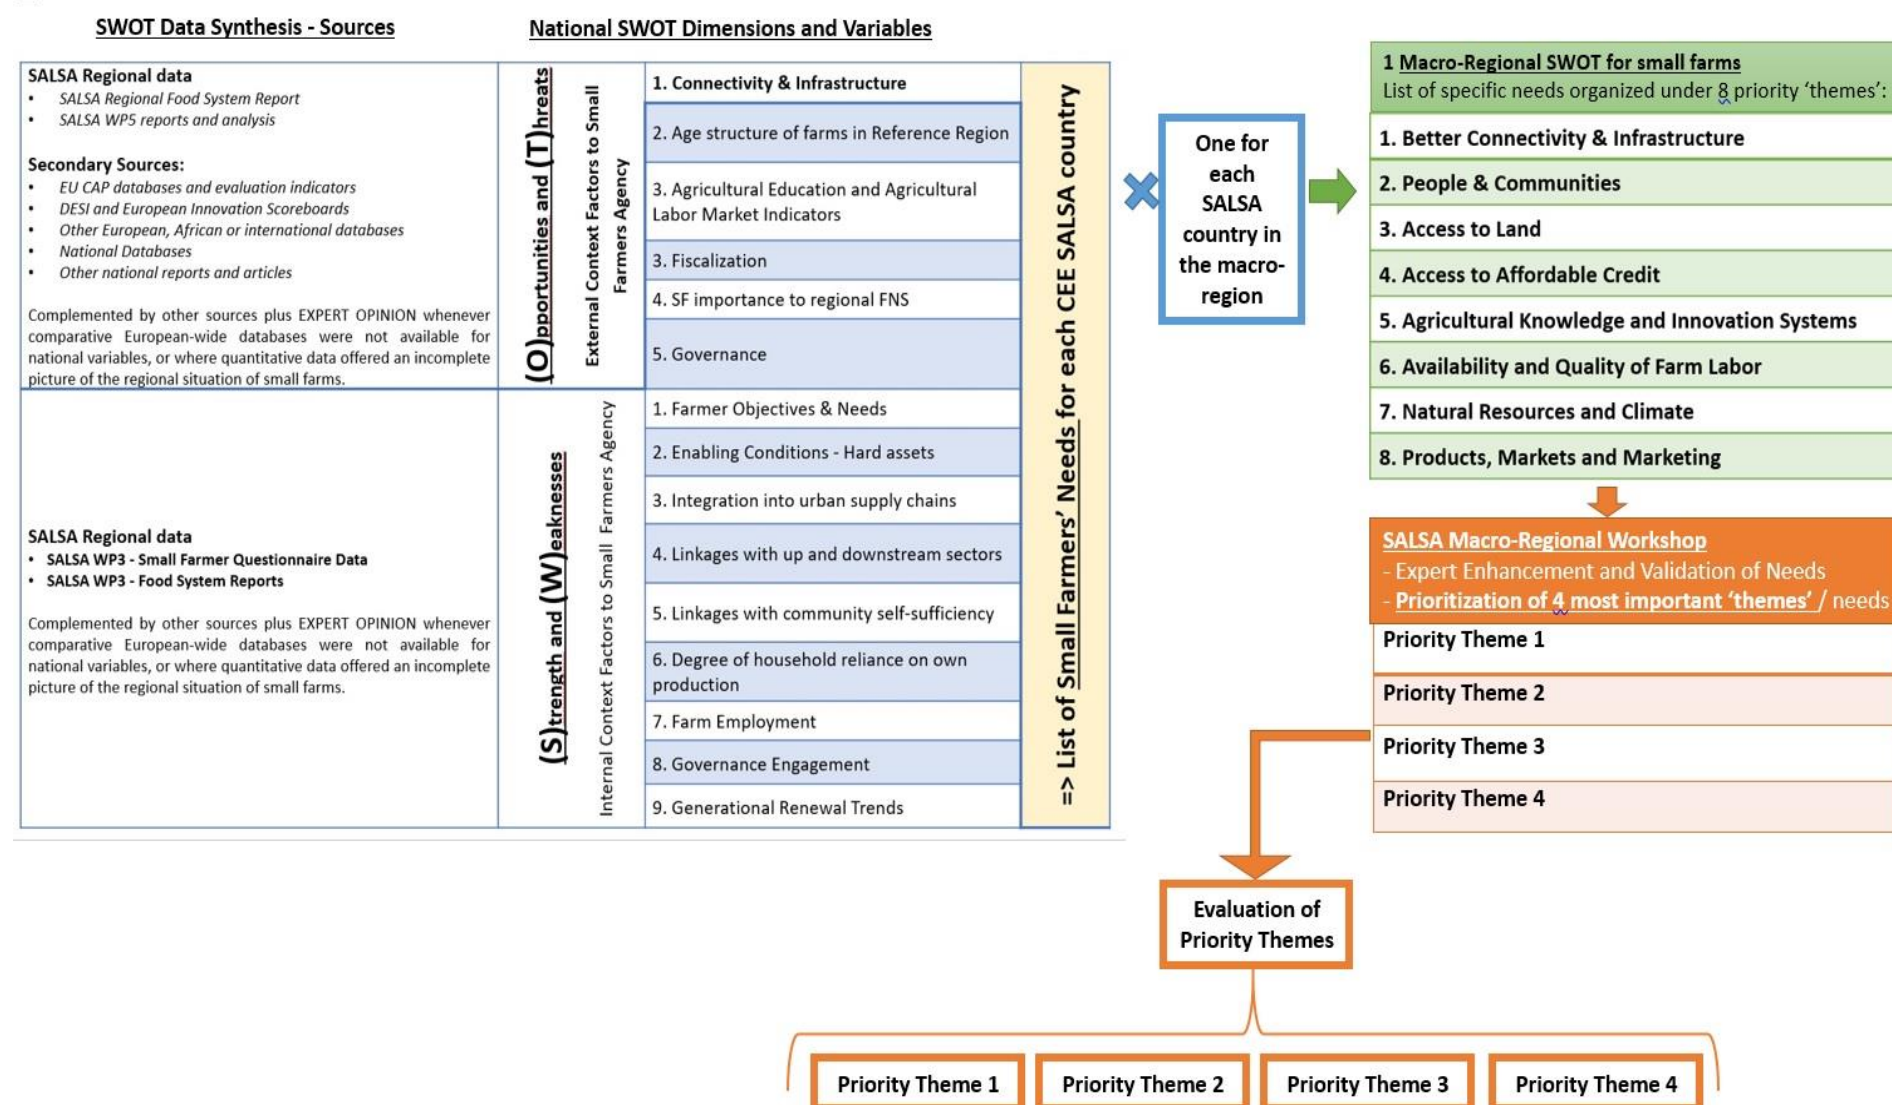 SWOT Data Synthesis - Sources
National SWOT Dimensions and Variables
SALSA Regional data
• SALSA Regional Food System Report
• SALSA WP5 reports and analysis
Secondary Sources:
• EU CAP databases and evaluation indicators
• DESI and European Innovation Scoreboards
• Other European, African or international databases
• National Databases
• Other national reports and articles
Complemented by other sources plus EXPERT OPINION whenever
comparative European-wide databases were not available for
national variables, or where quantitative data offered an incomplete
picture of the regional situation of small farms.
(O)pportunities and (T)hreats
External Context Factors to Small
Farmers Agency
1. Connectivity & Infrastructure
2. Age structure of farms in Reference Region
3. Agricultural Education and Agricultural
Labor Market Indicators
3. Fiscalization
4. SF importance to regional FNS
5. Governance
SALSA Regional data
• SALSA WP3 - Small Farmer Questionnaire Data
• SALSA WP3 - Food System Reports
Complemented by other sources plus EXPERT OPINION whenever
comparative European-wide databases were not available for
national variables, or where quantitative data offered an incomplete
picture of the regional situation of small farms.
(S)trength and (W)eaknesses
Internal Context Factors to Small Farmers Agency
1. Farmer Objectives & Needs
2. Enabling Conditions - Hard assets
3. Integration into urban supply chains
4. Linkages with up and downstream sectors
5. Linkages with community self-sufficiency
6. Degree of household reliance on own
production
7. Farm Employment
8. Governance Engagement
9. Generational Renewal Trends
=> List of Small Farmers' Needs for each CEE SALSA country
One for
each
SALSA
country in
the macro-
region
1 Macro-Regional SWOT for small farms
List of specific needs organized under 8 priority ‘themes’:
1. Better Connectivity & Infrastructure
2. People & Communities
3. Access to Land
4. Access to Affordable Credit
5. Agricultural Knowledge and Innovation Systems
6. Availability and Quality of Farm Labor
7. Natural Resources and Climate
8. Products, Markets and Marketing
SALSA Macro-Regional Workshop
- Expert Enhancement and Validation of Needs
- Prioritization of 4 most important ‘themes’ / needs
Priority Theme 1
Priority Theme 2
Priority Theme 3
Priority Theme 4
Evaluation of
Priority Themes
Priority Theme 1
Priority Theme 2
Priority Theme 3
Priority Theme 4